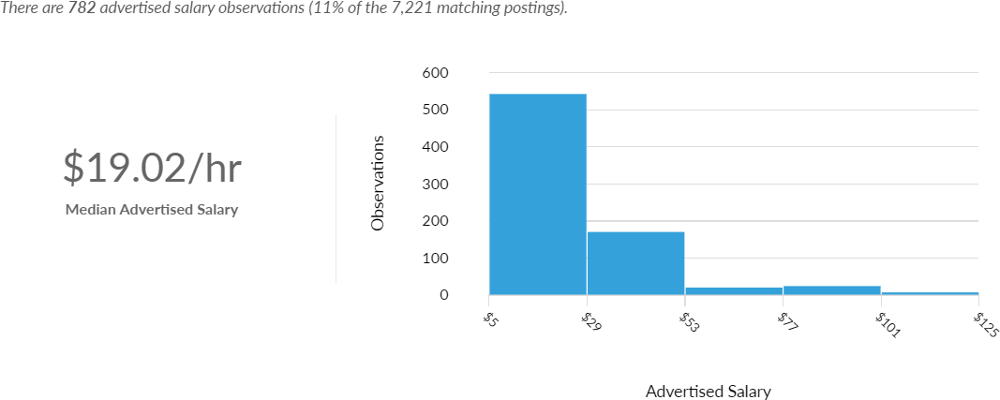 There are 782 advertised salary observations (11% of the 7,221 matching postings).
$19.02/hr
Median Advertised Salary
Observations
600
500
400
300
200
100
0
$5
$29
$53
$77
$101
$125
Advertised Salary